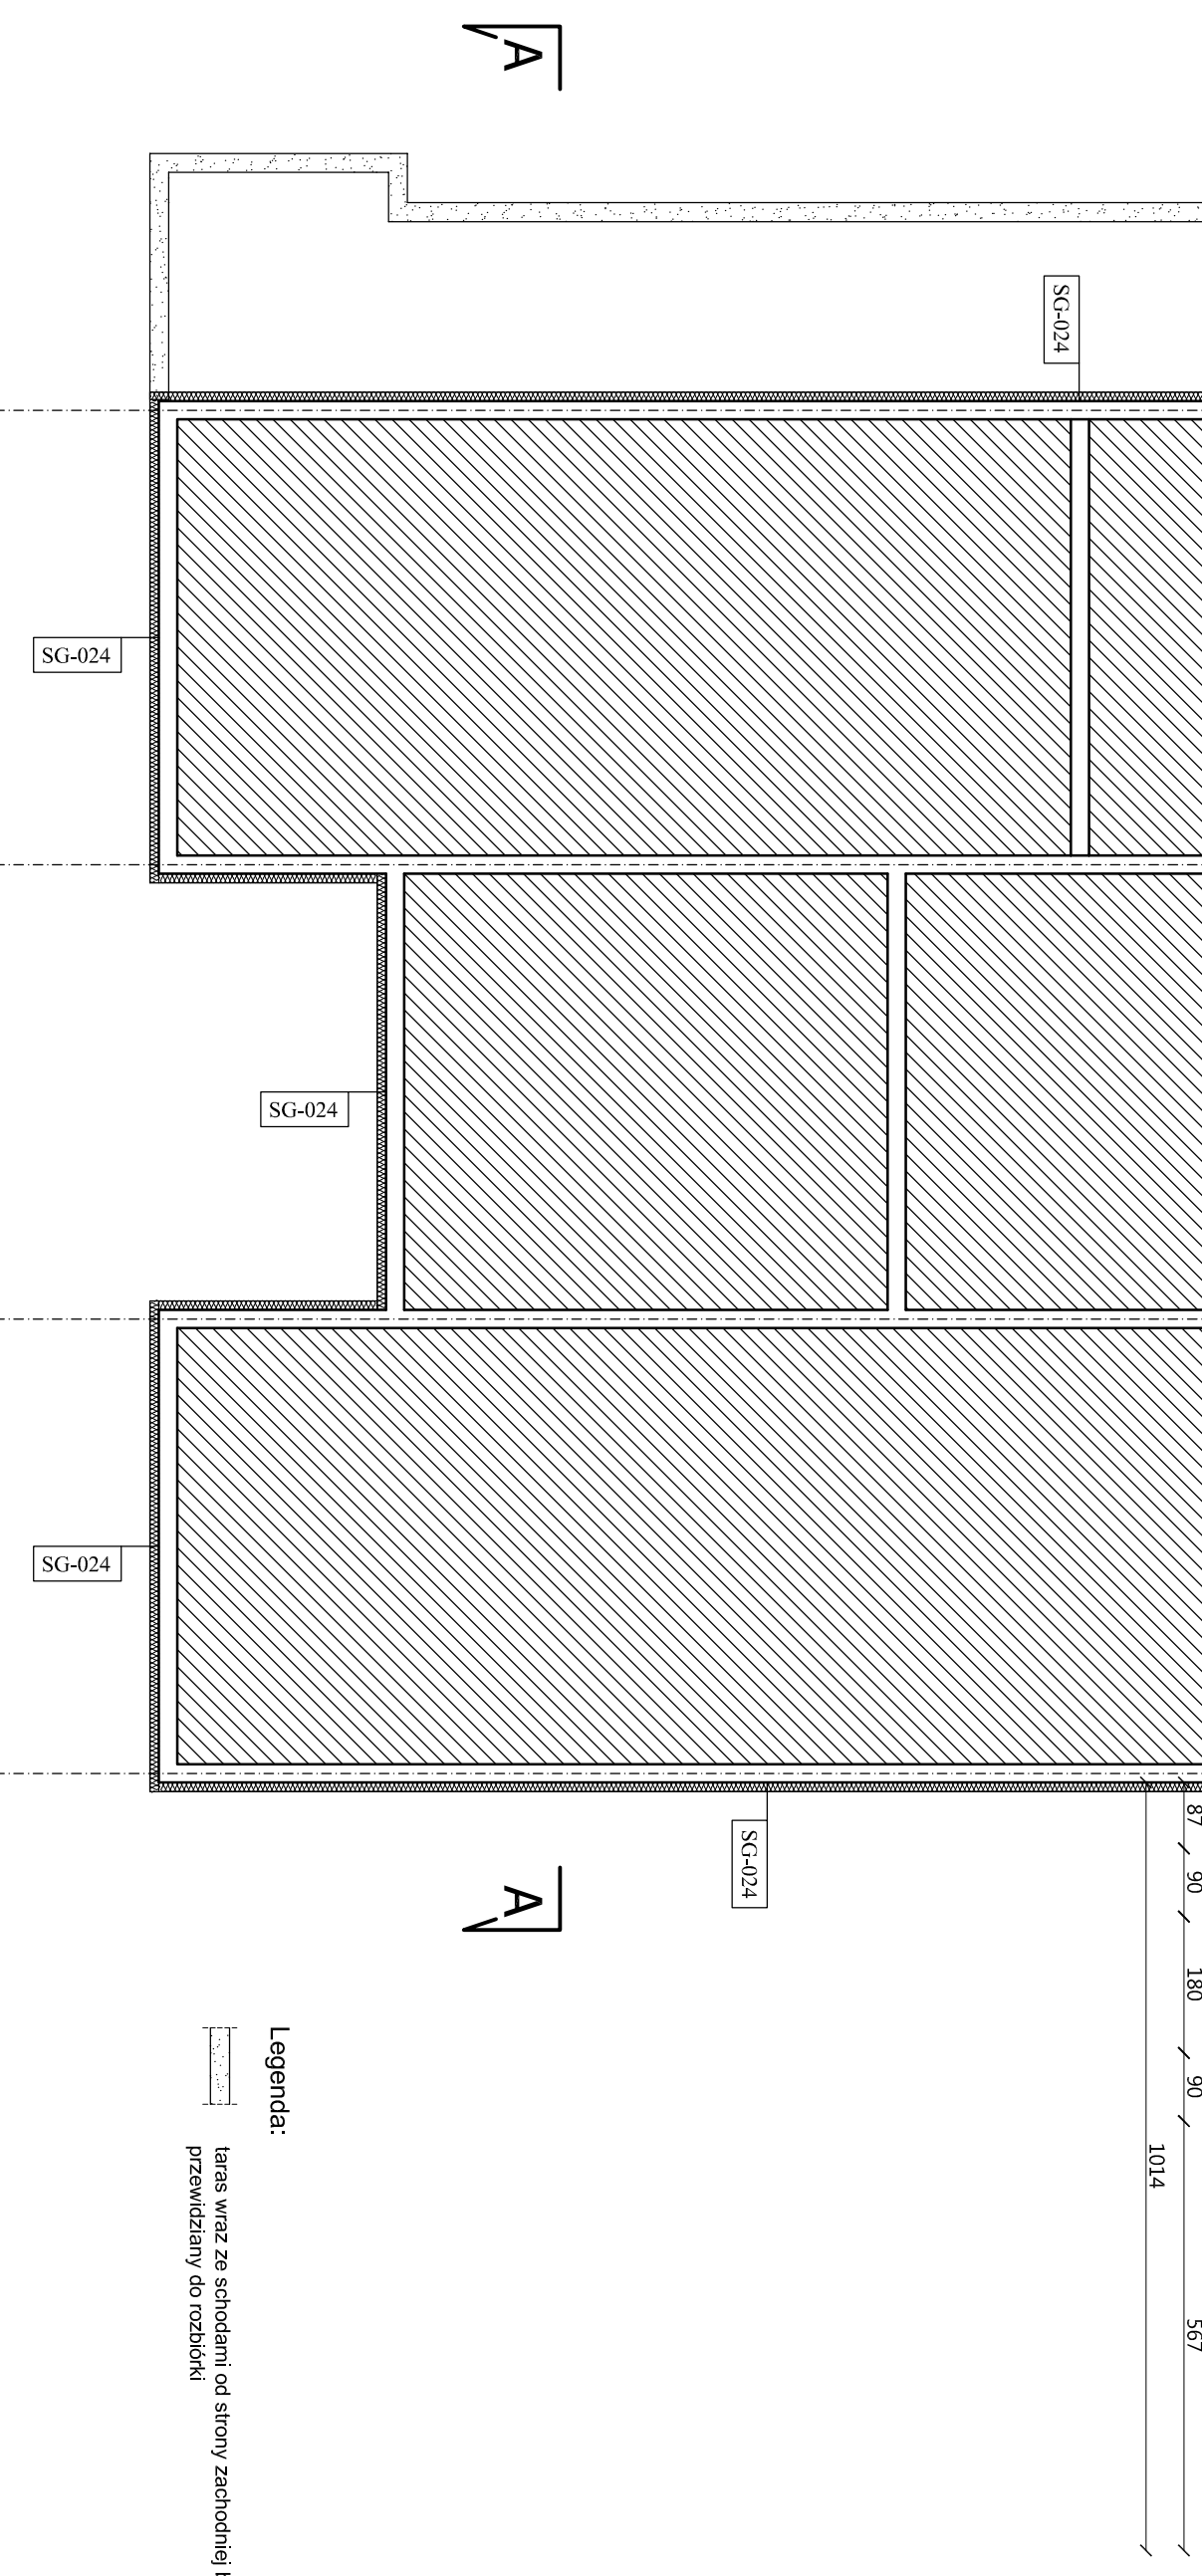 A
SG-024
SG-024
SG-024
SG-024
SG-024
A
87
90
180
90
567
1014
Legenda:
taras wraz ze schodami od strony zachodniej
przewidziany do rozbiórki